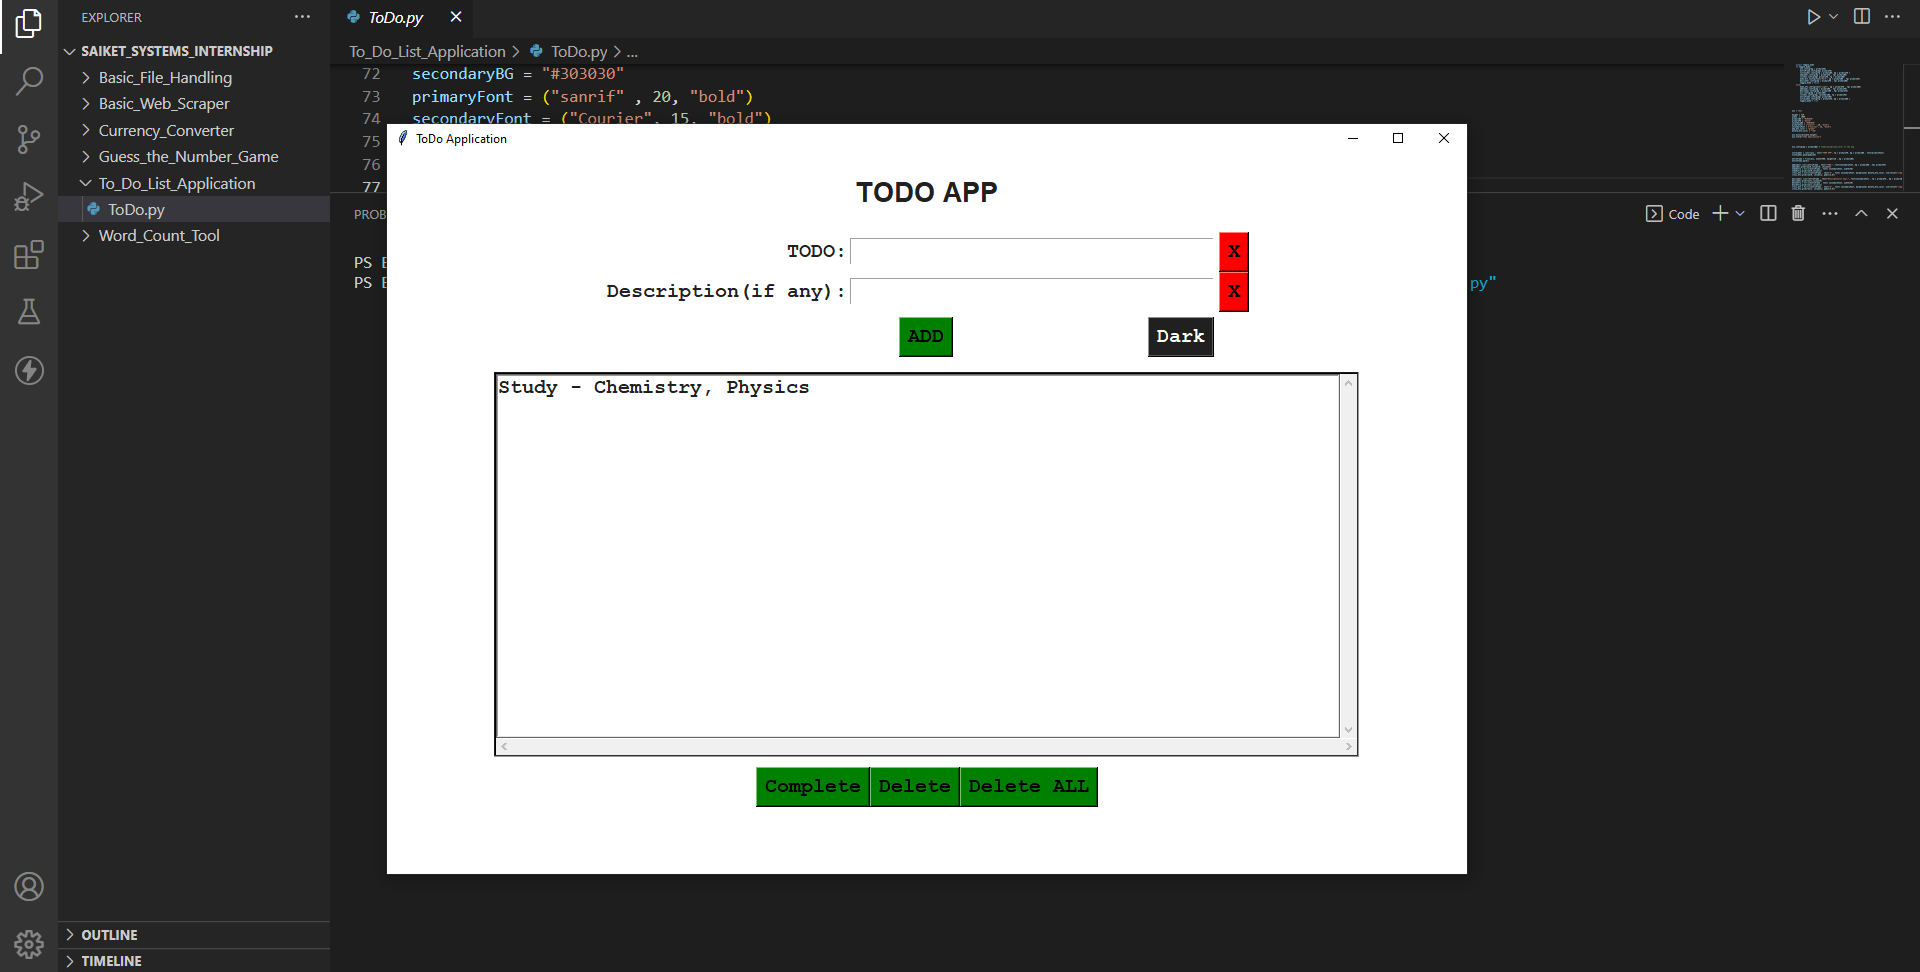 EXPLORER
SAIKET_SYSTEMS_INTERNSHIP
Basic_File_Handling
Basic_Web_Scraper
Currency_Converter
Guess_the_Number_Game
To_Do_List_Application
ToDo.py
Word_Count_Tool
OUTLINE
TIMELINE
ToDo.py
To_Do_List_Application > ToDo.py > ...
72 secondaryBG = "#303030"
73 primaryFont = ("sanrif" , 20, "bold")
74 secondaryFont = ("Courier", 15, "bold")
75
76
77
PROB
Code
PS E
PS E
py"
ToDo Application
TODO APP
TODO: X
Description(if any): X
ADD Dark
Study - Chemistry, Physics
Complete Delete Delete ALL